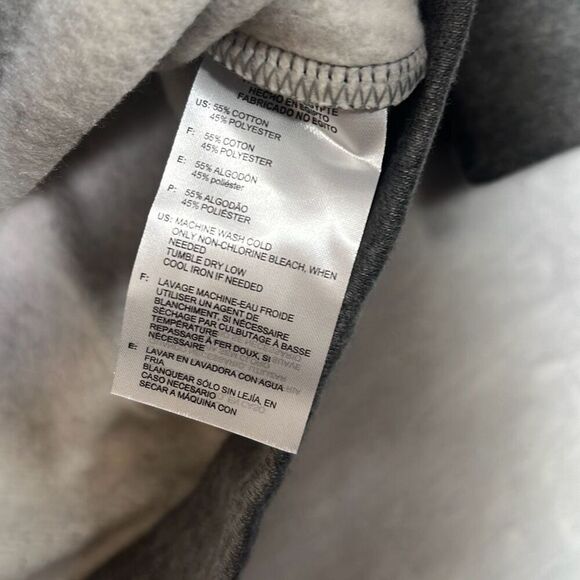 HECHO EN
FABRICADO NO EGITO
US: 55% COTTON
45% POLYESTER
F: 55% COTON
45% POLYESTER
E: 55% ALGODÓN
45% poliéster
P: 55% ALGODÃO
45% POLIÉSTER
US: MACHINE WASH COLD
ONLY NON-CHLORINE BLEACH, WHEN
NEEDED
TUMBLE DRY LOW
COOL IRON IF NEEDED
F: LAVAGE MACHINE-EAU FROIDE
UTILISER UN AGENT DE
BLANCHIMENT. SI NÉCESSAIRE
SÉCHAGE PAR CULBUTAGE À BASSE
TEMPÉRATURE
REPASSAGE À FER DOUX, SI
NÉCESSAIRE
E: LAVAR EN LAVADORA CON AGUA
FRIA
BLANQUEAR SÓLO SIN LEJÍA, EN
CASO NECESARIO
SECAR A MÁQUINA CON